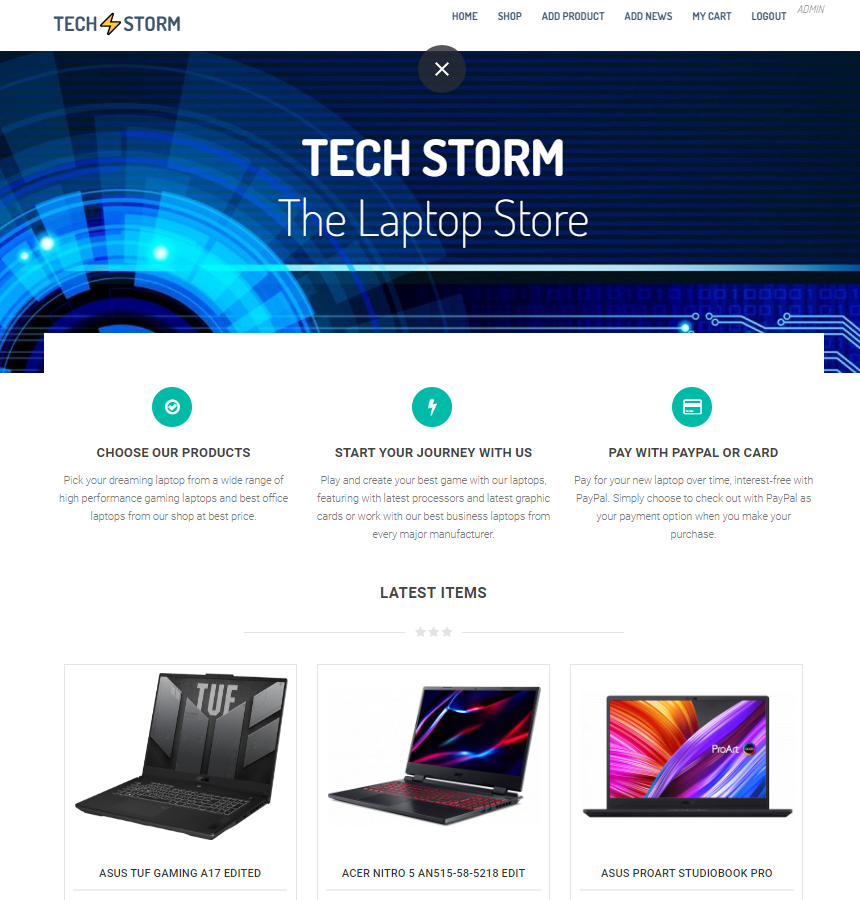 TECH STORM
HOME SHOP ADD PRODUCT ADD NEWS MY CART LOGOUT ADMIN
TECH STORM
The Laptop Store
CHOOSE OUR PRODUCTS
Pick your dreaming laptop from a wide range of
high performance gaming laptops and best office
laptops from our shop at best price.
START YOUR JOURNEY WITH US
Play and create your best game with our laptops,
featuring with latest processors and latest graphic
cards or work with our best business laptops from
every major manufacturer.
PAY WITH PAYPAL OR CARD
Pay for your new laptop over time, interest-free with
PayPal. Simply choose to check out with PayPal as
your payment option when you make your
purchase.
LATEST ITEMS
TUF
ProArt
ASUS TUF GAMING A17 EDITED
ACER NITRO 5 AN515-58-5218 EDIT
ASUS PROART STUDIOBOOK PRO